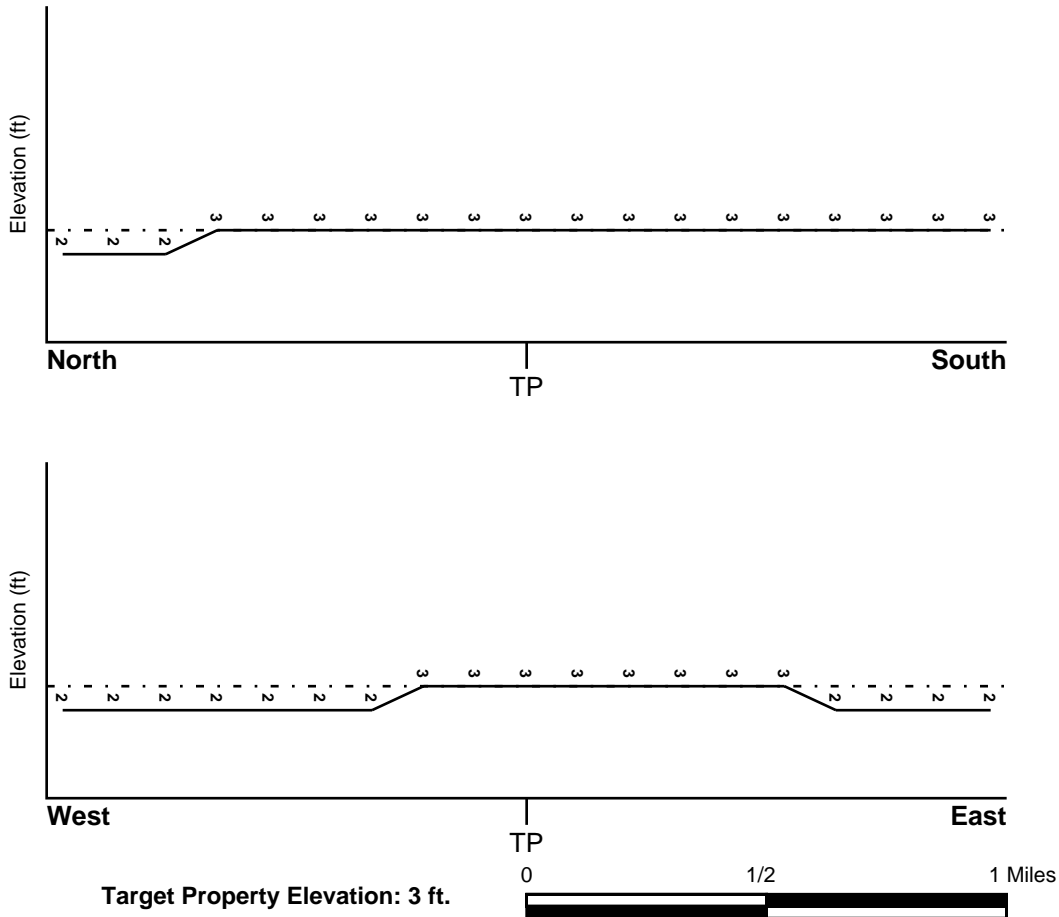 Elevation (ft)
2 2 2 3 3 3 3 3 3 3 3 3 3 3 3 3 3 3 3
North South
TP
Elevation (ft)
2 2 2 2 2 2 2 3 3 3 3 3 3 3 3 2 2 2 2
West East
TP
Target Property Elevation: 3 ft.
0 1/2 1 Miles